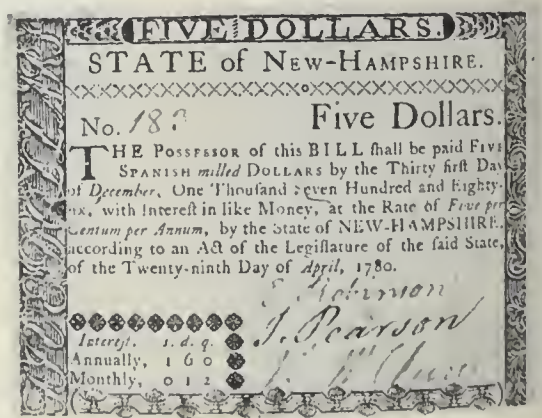 FIVE DOLLARS.
STATE of NEW-HAMPSHIRE.
No. 183 Five Dollars.
THE POSSESSOR of this BILL ſhall be paid FIVE
SPANISH milled DOLLARS by the Thirty firſt Day
of December, One Thouſand Seven Hundred and Eighty-
ſix, with Intereſt in like Money, at the Rate of Five per
Centum per Annum, by the State of NEW-HAMPSHIRE.
according to an Act of the Legiſlature of the ſaid State,
of the Twenty-ninth Day of April, 1780.
Robinson
J. Pearson
Intereſt. s. d. q.
Annually, 1 6 0
Monthly, 0 1 2